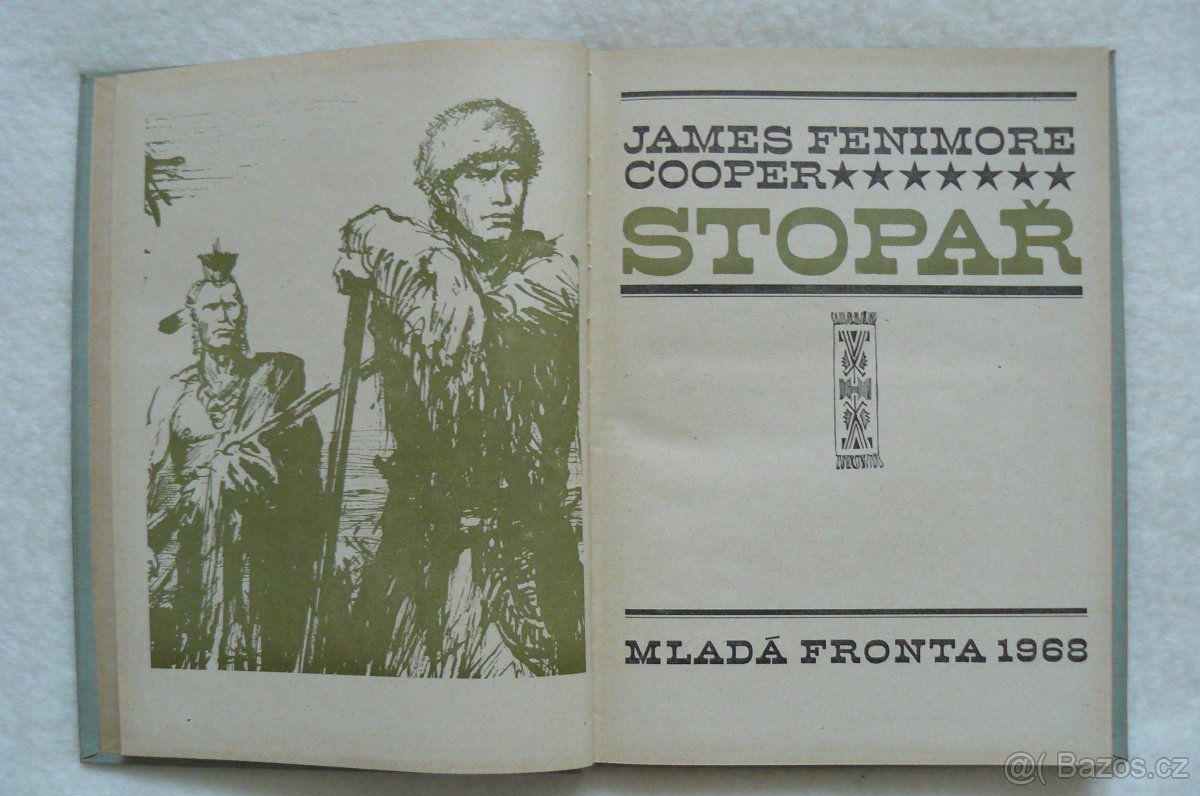 JAMES FENIMORE
COOPER★★★★★★★
STOPAŘ
MLADÁ FRONTA 1968
@( Bazos.cz